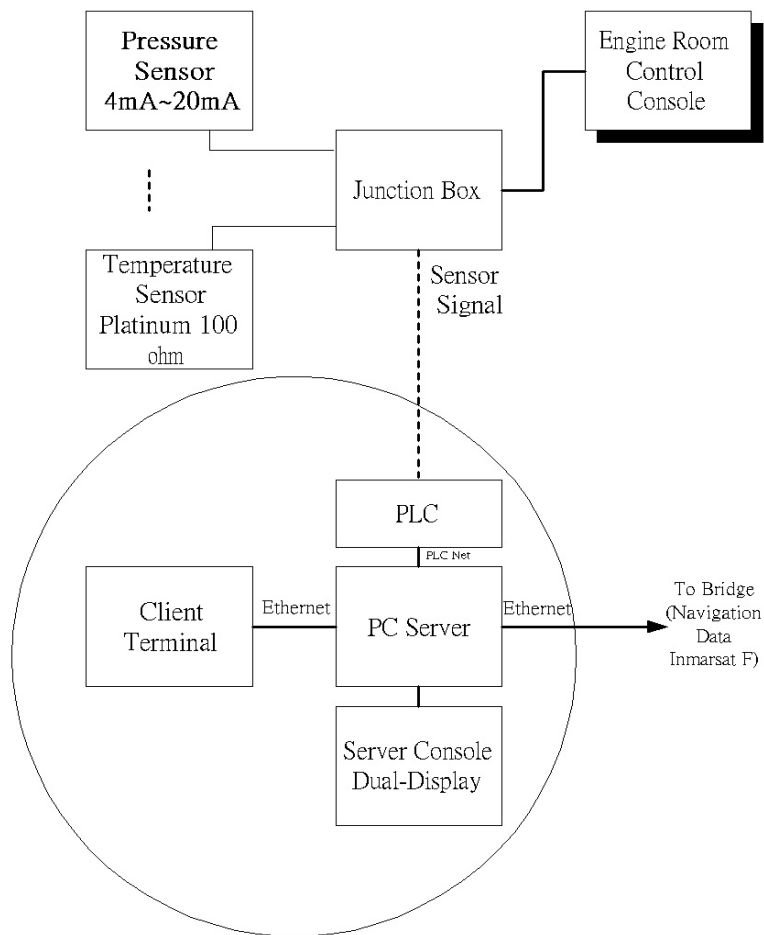 Pressure
Sensor
4mA~20mA
Engine Room
Control
Console
Junction Box
Temperature
Sensor
Platinum 100
ohm
Sensor
Signal
PLC
PLC Net
Client
Terminal
Ethernet
PC Server
Ethernet
To Bridge
(Navigation
Data
Inmarsat F)
Server Console
Dual-Display